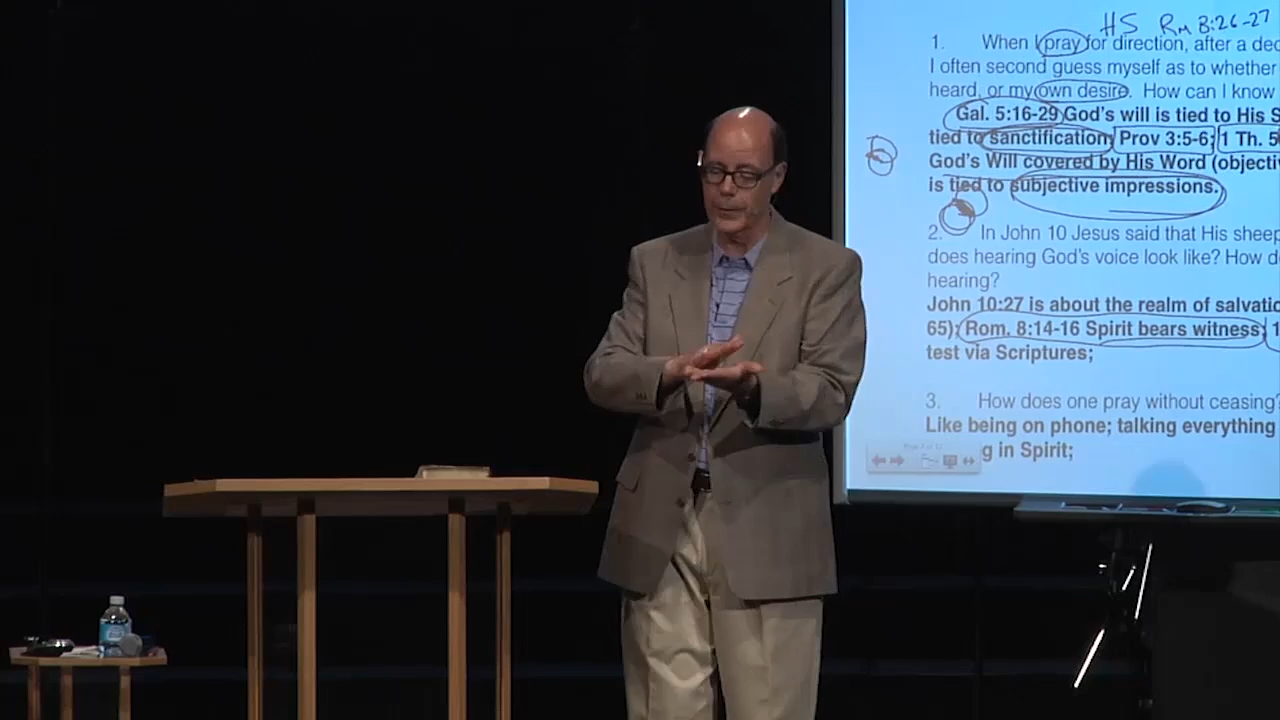 HS Rm 8:26-27
1. When I pray for direction, after a dec
I often second guess myself as to whether
heard, or my own desire. How can I know
Gal. 5:16-29 God's will is tied to His S
tied to sanctification; Prov 3:5-6; 1 Th. 5
God's Will covered by His Word (objecti
is tied to subjective impressions.
2. In John 10 Jesus said that His sheep
does hearing God's voice look like? How d
hearing?
John 10:27 is about the realm of salvatio
65); Rom. 8:14-16 Spirit bears witness; 1
test via Scriptures;
3. How does one pray without ceasing?
Like being on phone; talking everything
g in Spirit;